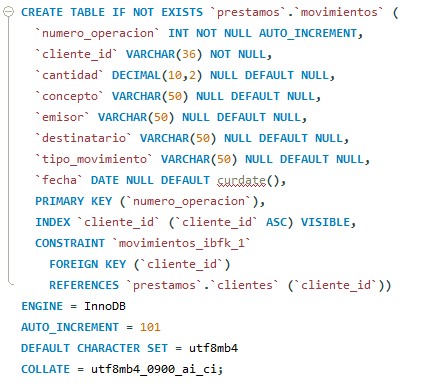 CREATE TABLE IF NOT EXISTS `prestamos`.`movimientos` (
`numero_operacion` INT NOT NULL AUTO_INCREMENT,
`cliente_id` VARCHAR(36) NOT NULL,
`cantidad` DECIMAL(10,2) NULL DEFAULT NULL,
`concepto` VARCHAR(50) NULL DEFAULT NULL,
`emisor` VARCHAR(50) NULL DEFAULT NULL,
`destinatario` VARCHAR(50) NULL DEFAULT NULL,
`tipo_movimiento` VARCHAR(50) NULL DEFAULT NULL,
`fecha` DATE NULL DEFAULT curdate(),
PRIMARY KEY (`numero_operacion`),
INDEX `cliente_id` (`cliente_id` ASC) VISIBLE,
CONSTRAINT `movimientos_ibfk_1`
FOREIGN KEY (`cliente_id`)
REFERENCES `prestamos`.`clientes` (`cliente_id`))
ENGINE = InnoDB
AUTO_INCREMENT = 101
DEFAULT CHARACTER SET = utf8mb4
COLLATE = utf8mb4_0900_ai_ci;